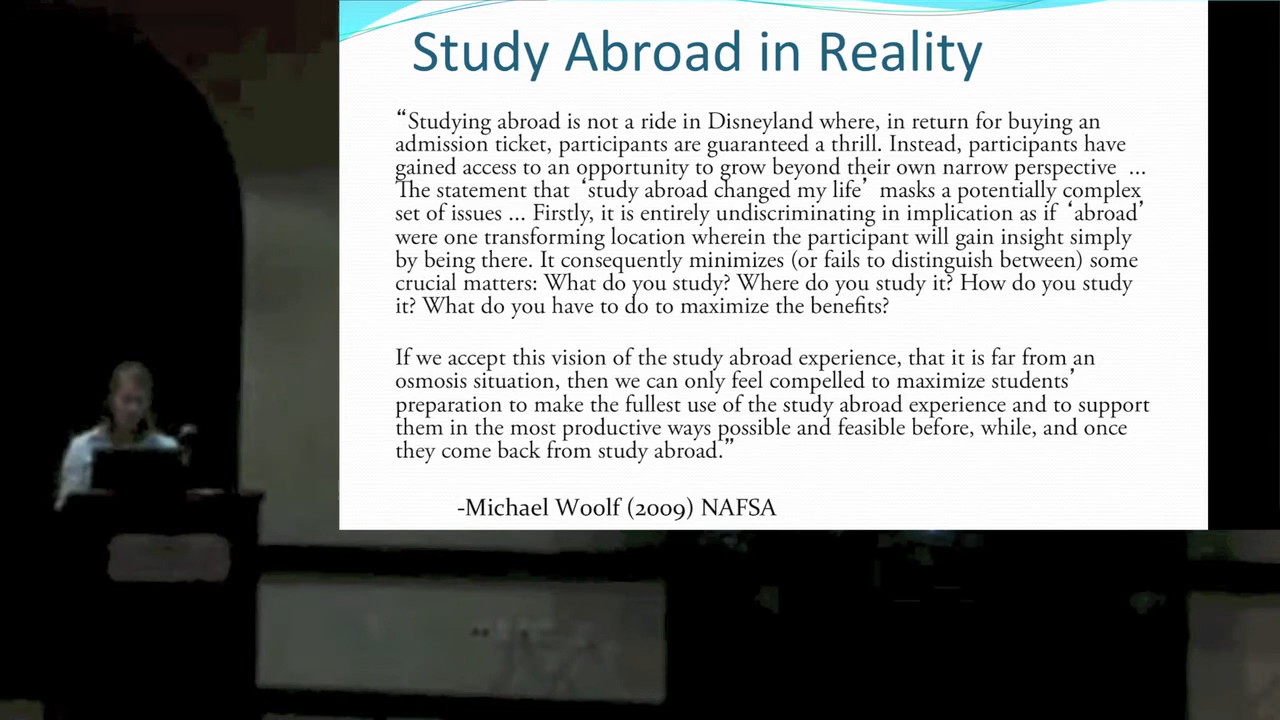 Study Abroad in Reality
“Studying abroad is not a ride in Disneyland where, in return for buying an
admission ticket, participants are guaranteed a thrill. Instead, participants have
gained access to an opportunity to grow beyond their own narrow perspective ...
The statement that ‘study abroad changed my life’ masks a potentially complex
set of issues ... Firstly, it is entirely undiscriminating in implication as if ‘abroad’
were one transforming location wherein the participant will gain insight simply
by being there. It consequently minimizes (or fails to distinguish between) some
crucial matters: What do you study? Where do you study it? How do you study
it? What do you have to do to maximize the benefits?
If we accept this vision of the study abroad experience, that it is far from an
osmosis situation, then we can only feel compelled to maximize students’
preparation to make the fullest use of the study abroad experience and to support
them in the most productive ways possible and feasible before, while, and once
they come back from study abroad.”
-Michael Woolf (2009) NAFSA